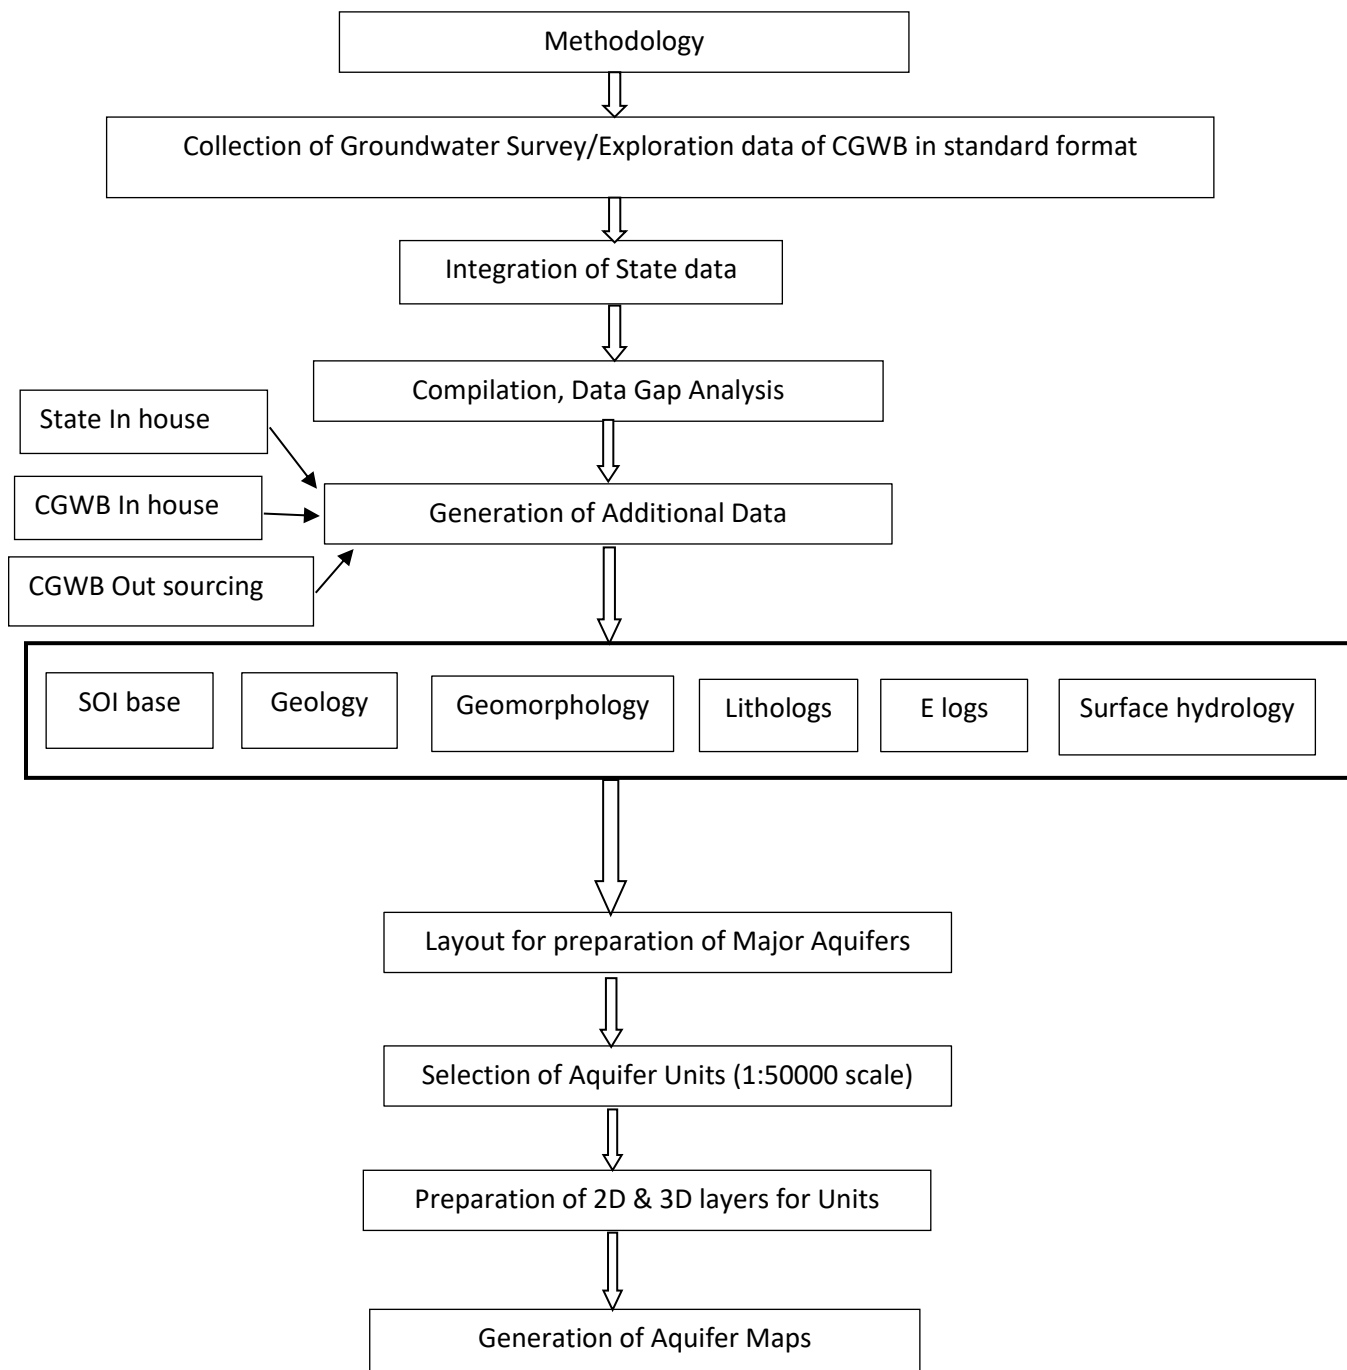 Methodology
Collection of Groundwater Survey/Exploration data of CGWB in standard format
Integration of State data
Compilation, Data Gap Analysis
State In house
CGWB In house
Generation of Additional Data
CGWB Out sourcing
SOI base
Geology
Geomorphology
Lithologs
E logs
Surface hydrology
Layout for preparation of Major Aquifers
Selection of Aquifer Units (1:50000 scale)
Preparation of 2D & 3D layers for Units
Generation of Aquifer Maps